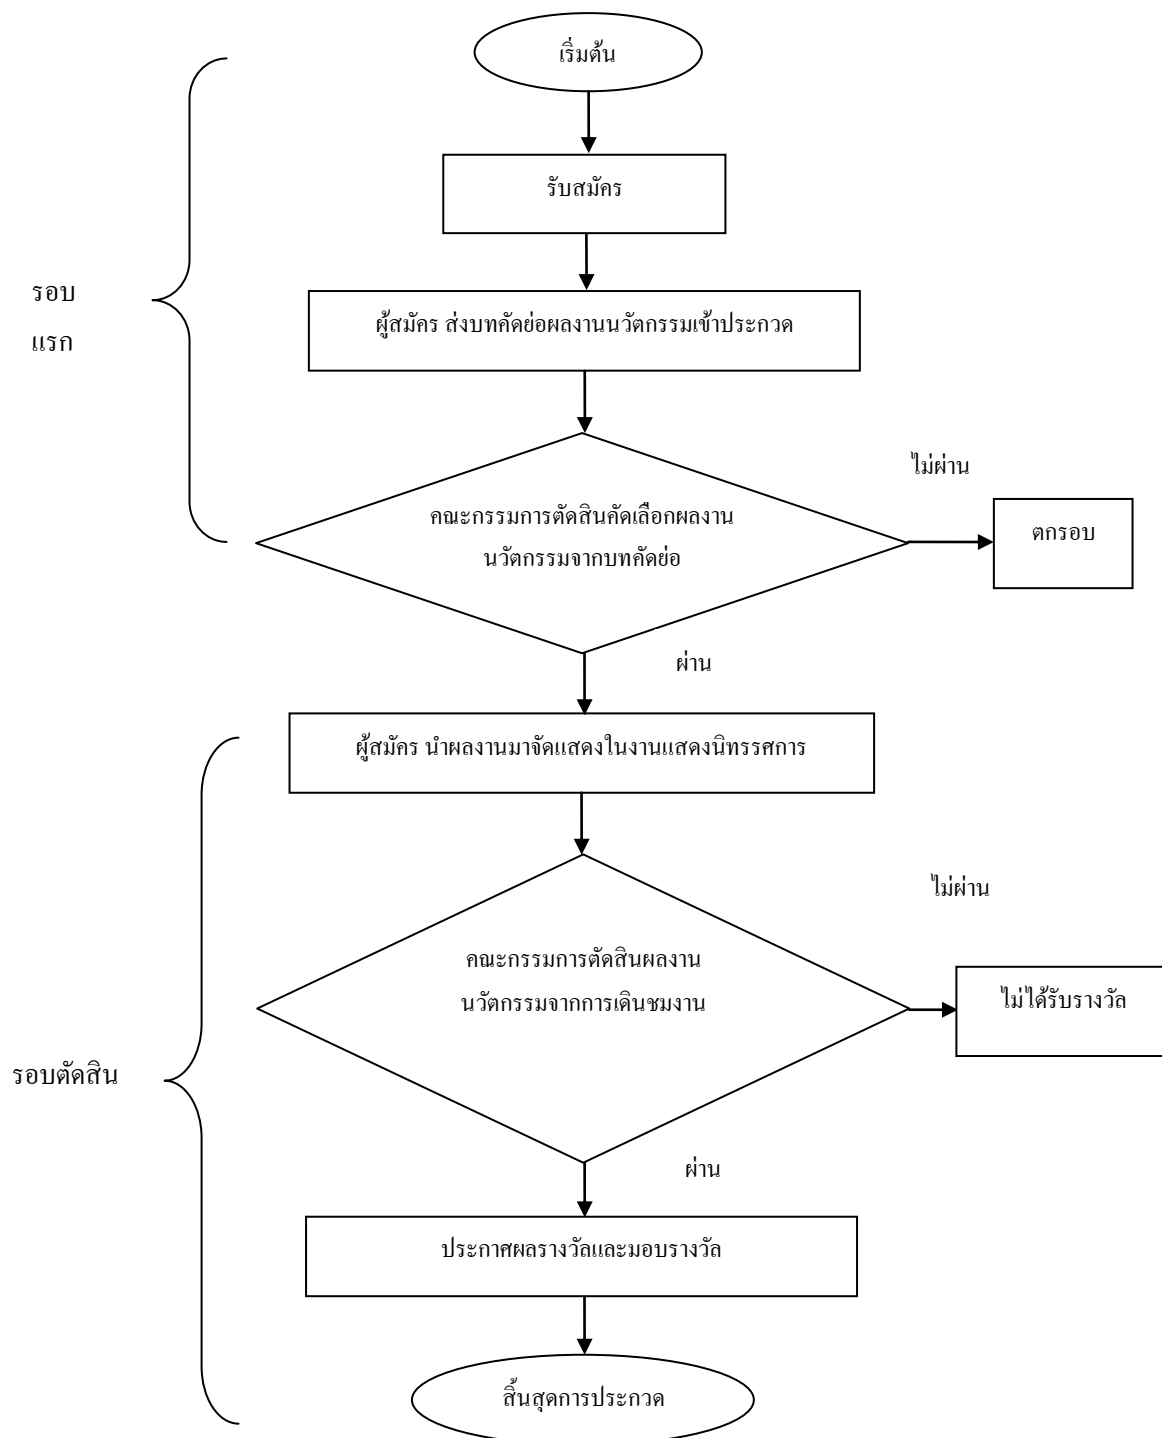 เริ่มต้น
รับสมัคร
รอบ
แรก
ผู้สมัคร ส่งบทคัดย่อผลงานนวัตกรรมเข้าประกวด
ไม่ผ่าน
คณะกรรมการตัดสินคัดเลือกผลงาน
นวัตกรรมจากบทคัดย่อ
ตกรอบ
ผ่าน
ผู้สมัคร นำผลงานมาจัดแสดงในงานแสดงนิทรรศการ
ไม่ผ่าน
คณะกรรมการตัดสินผลงาน
นวัตกรรมจากการเดินชมงาน
ไม่ได้รับรางวัล
รอบตัดสิน
ผ่าน
ประกาศผลรางวัลและมอบรางวัล
สิ้นสุดการประกวด